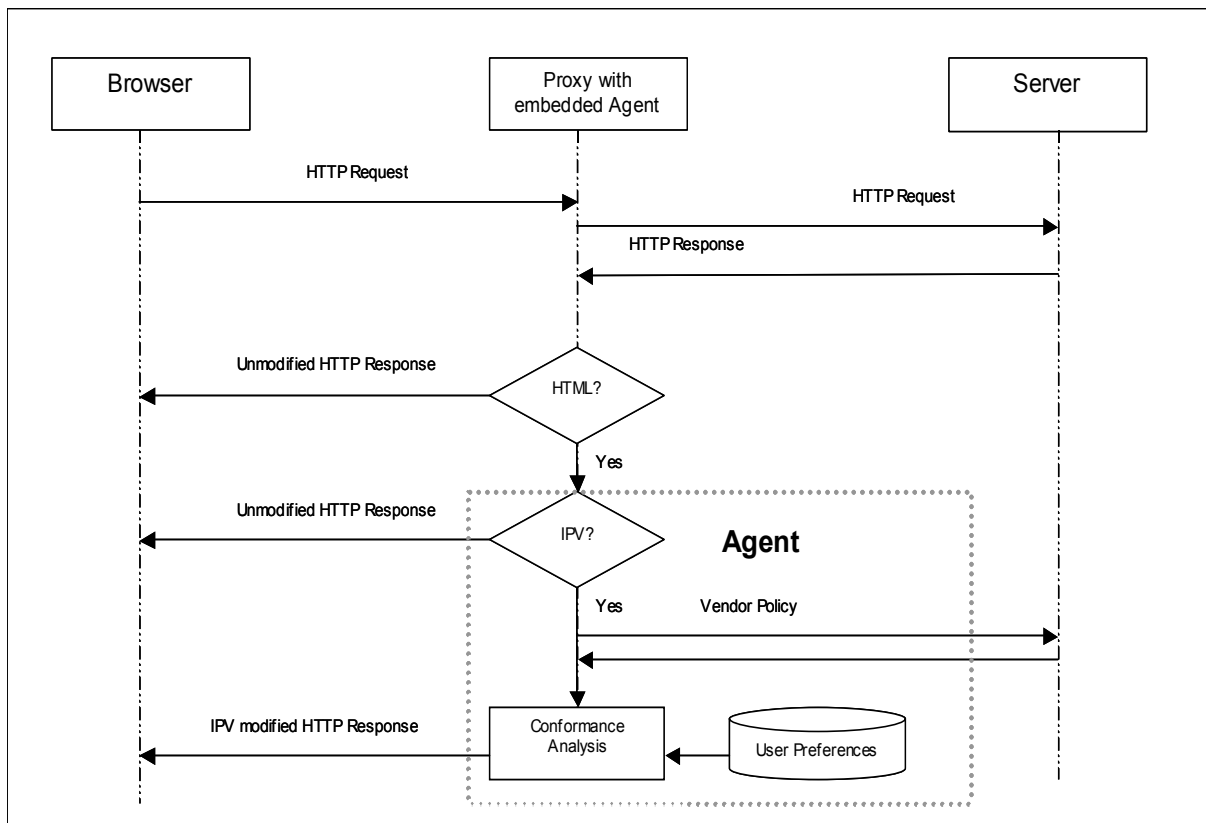 Browser
Proxy with
embedded Agent
Server
HTTP Request
HTTP Request
HTTP Response
Unmodified HTTP Response
HTML?
Yes
Unmodified HTTP Response
IPV?
Agent
Yes
Vendor Policy
IPV modified HTTP Response
Conformance
Analysis
User Preferences